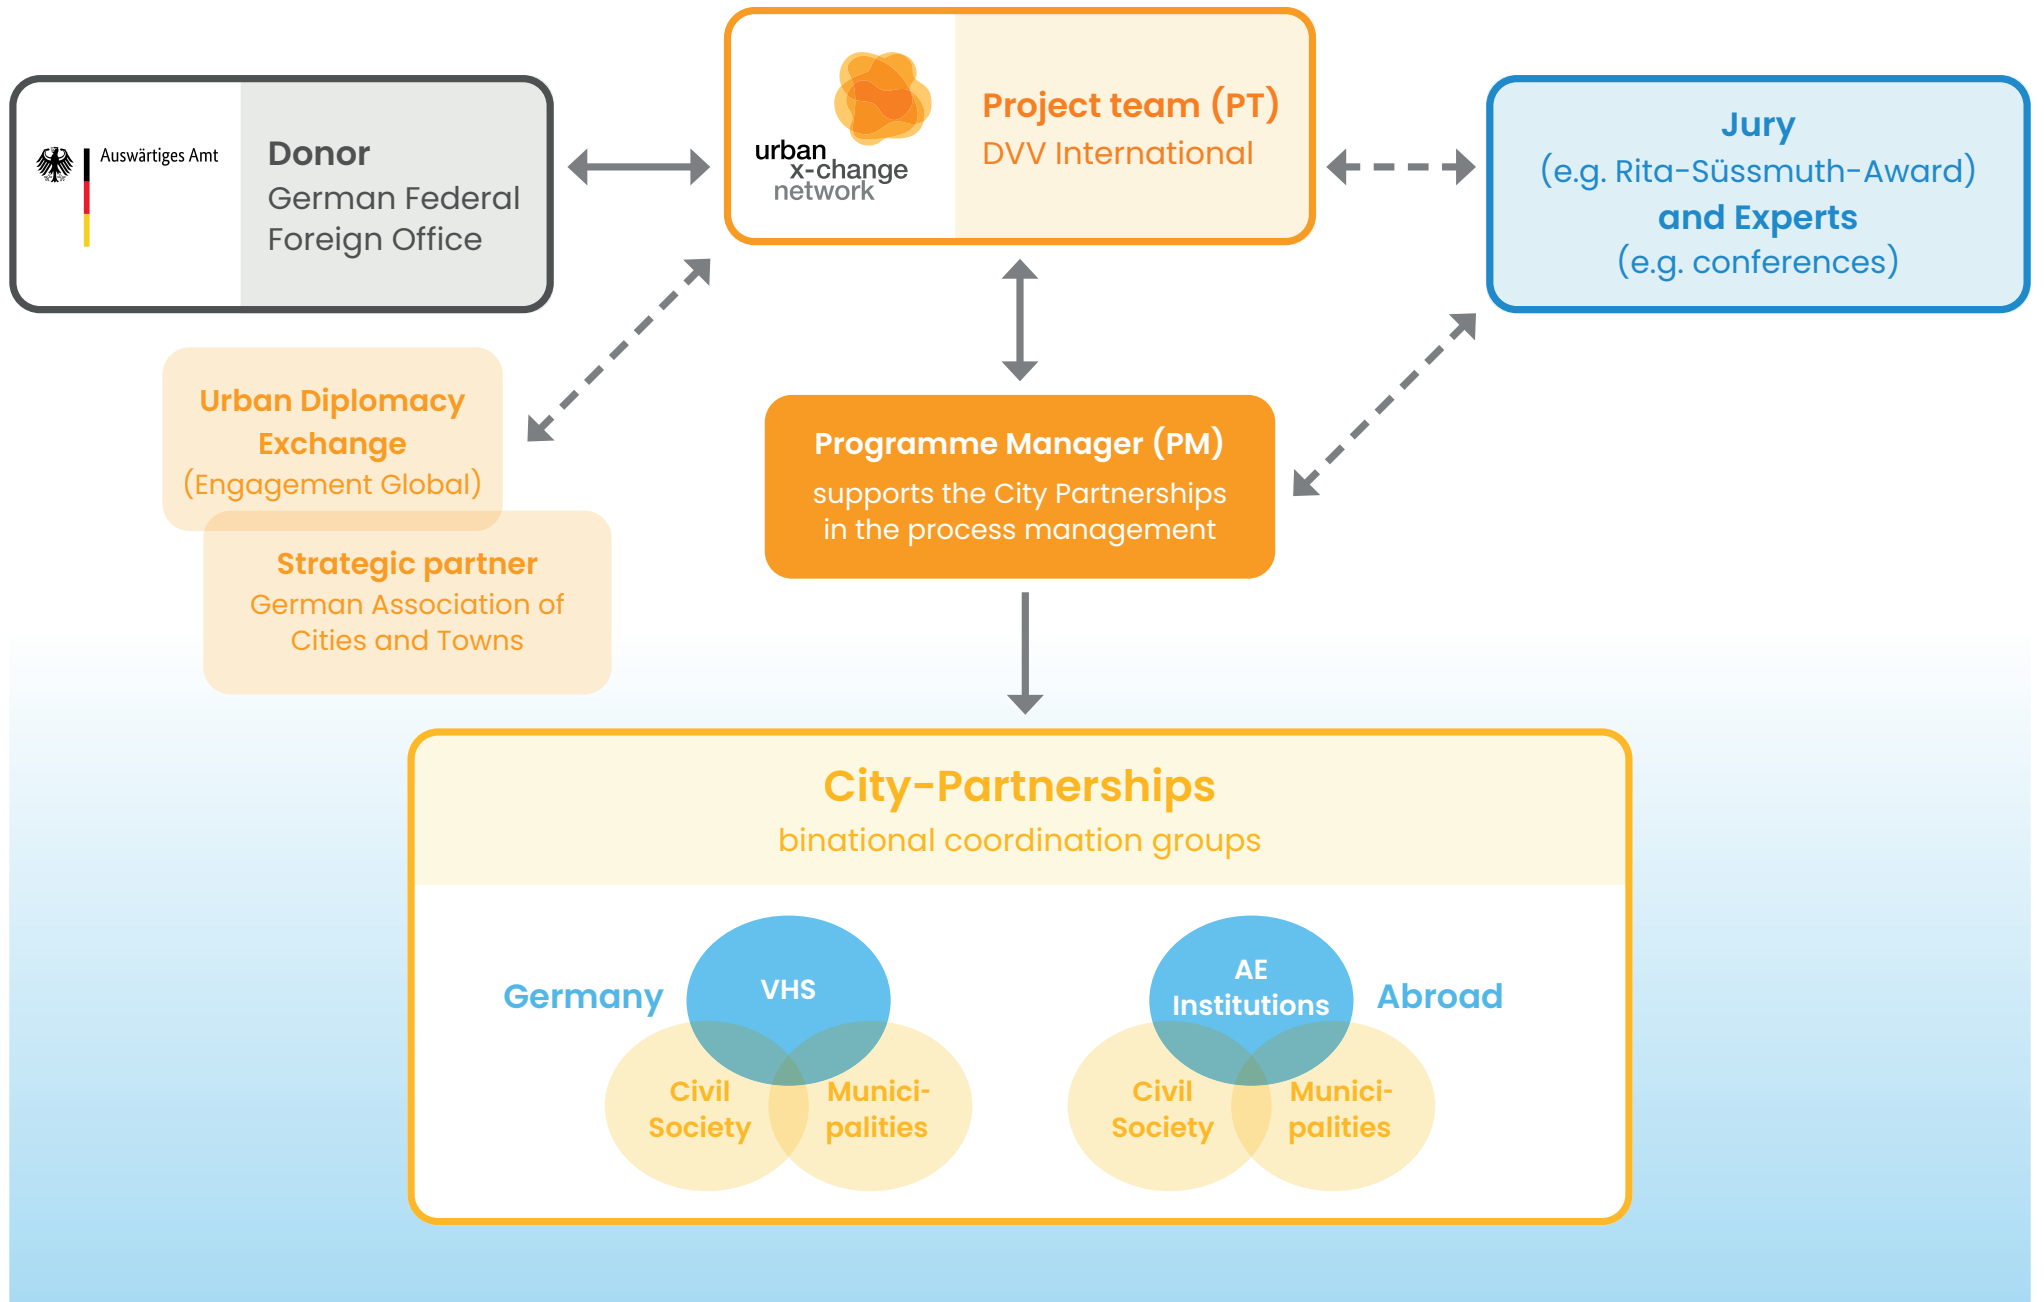 Auswärtiges Amt
Donor
German Federal
Foreign Office
urban
x-change
network
Project team (PT)
DVV International
Jury
(e.g. Rita-Süssmuth-Award)
and Experts
(e.g. conferences)
Urban Diplomacy
Exchange
(Engagement Global)
Strategic partner
German Association of
Cities and Towns
Programme Manager (PM)
supports the City Partnerships
in the process management
City-Partnerships
binational coordination groups
Germany
VHS
Civil
Society
Munici-
palities
AE
Institutions
Abroad
Civil
Society
Munici-
palities